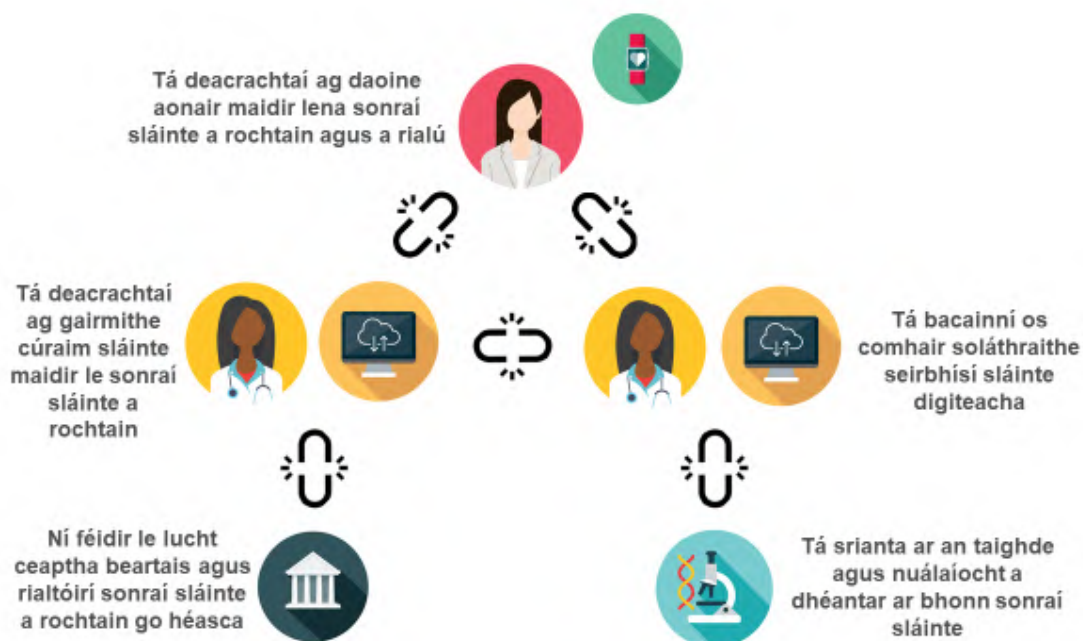 Tá deacrachtaí ag daoine
aonair maidir lena sonraí
sláinte a rochtain agus a rialú
Tá deacrachtaí
ag gairmithe
cúraim sláinte
maidir le sonraí
sláinte a
rochtain
Tá bacainní os
comhair soláthraithe
seirbhísí sláinte
digiteacha
Ní féidir le lucht
ceaptha beartais agus
rialtóirí sonraí sláinte
a rochtain go héasca
Tá srianta ar an taighde
agus nuálaíocht a
dhéantar ar bhonn sonraí
sláinte